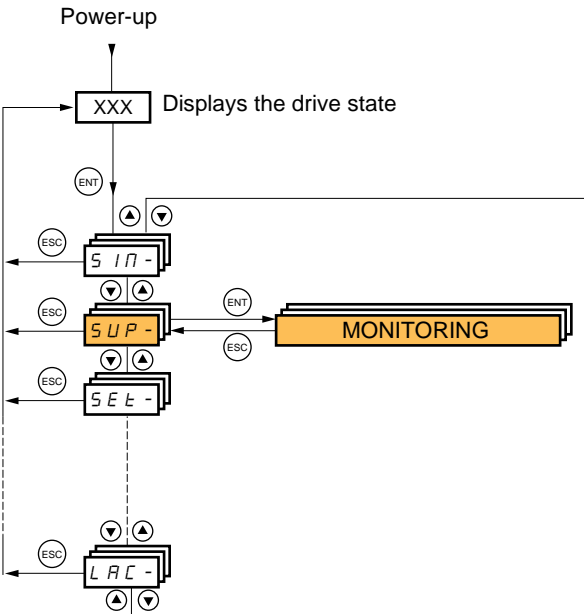 Power-up
XXX Displays the drive state
ENT
ESC
SIM-
ESC
ENT
SUP-
MONITORING
ESC
ESC
SEt-
ESC
LAC-